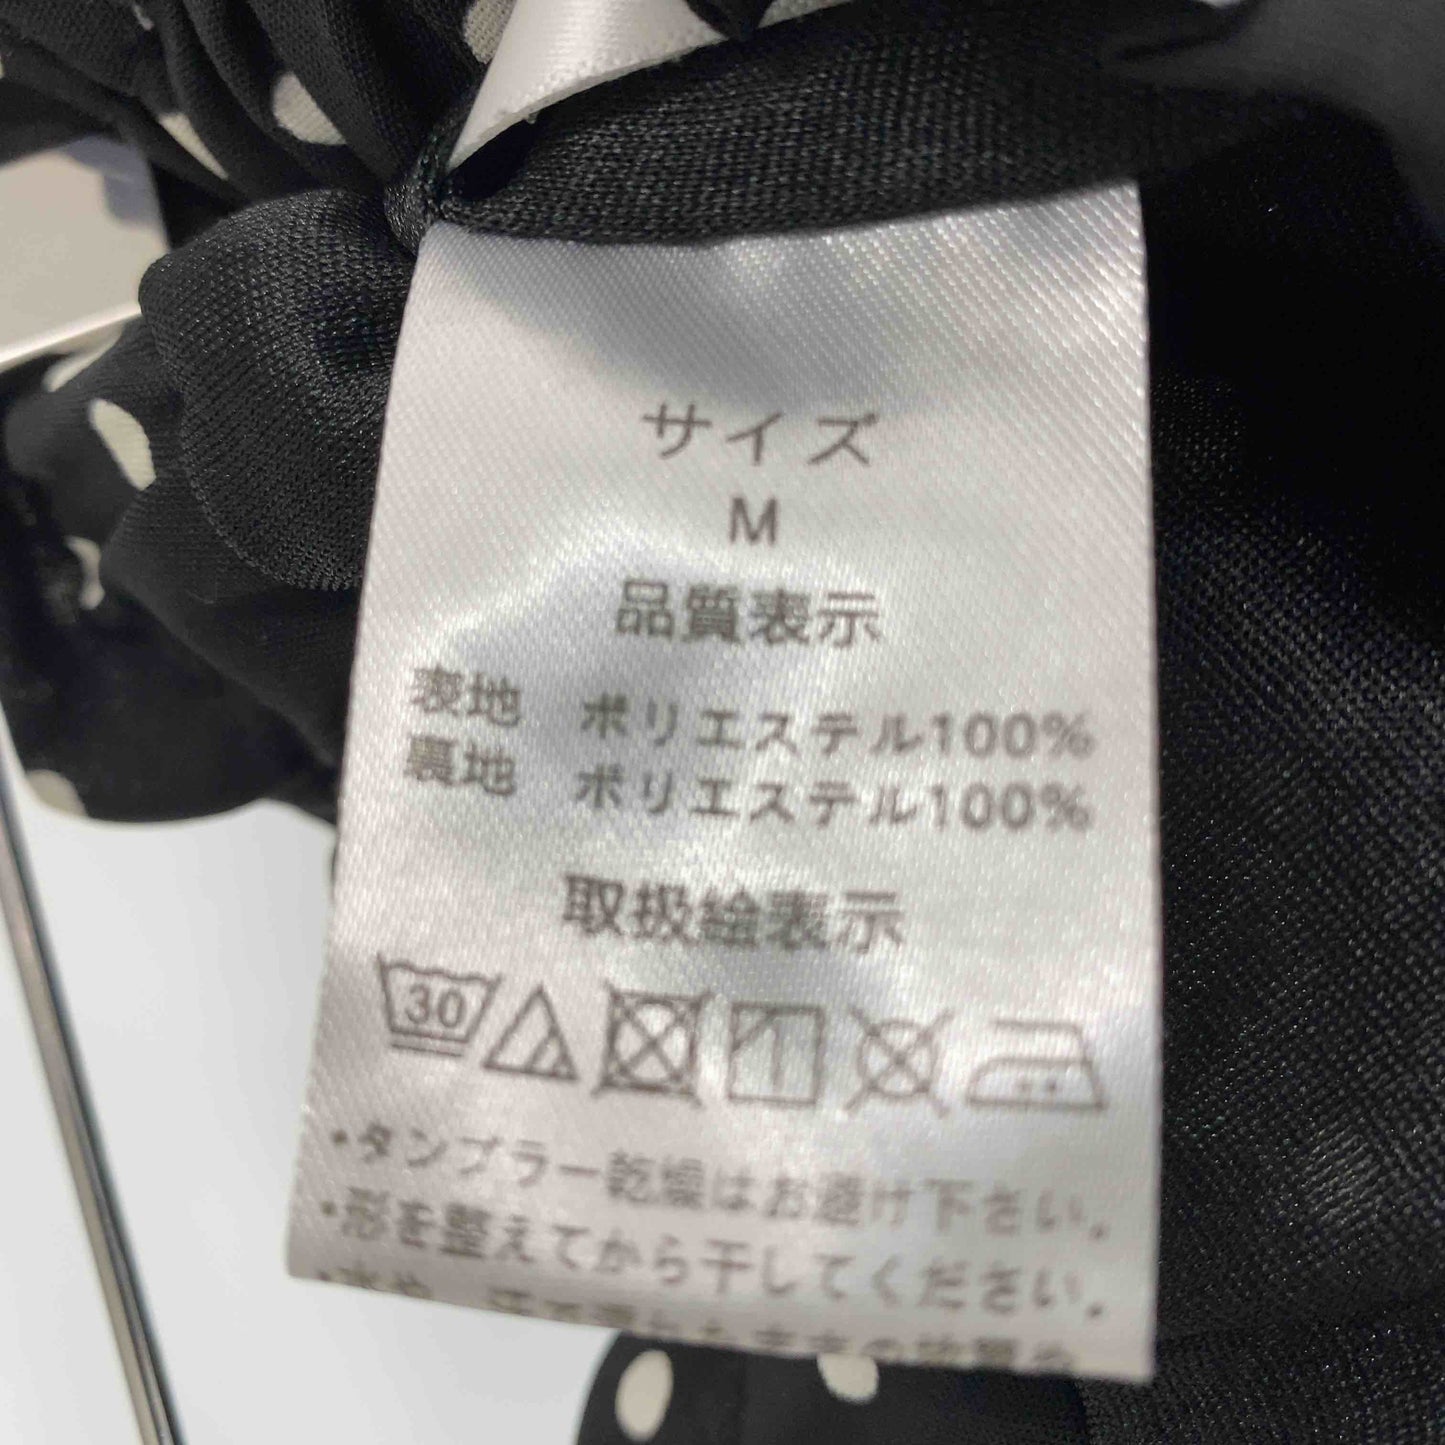 サイズ
M
品質表示
表地 ポリエステル100%
裏地 ポリエステル100%
取扱絵表示
30
・タンブラー乾燥はお避け下さい。
・形を整えてから干してください。